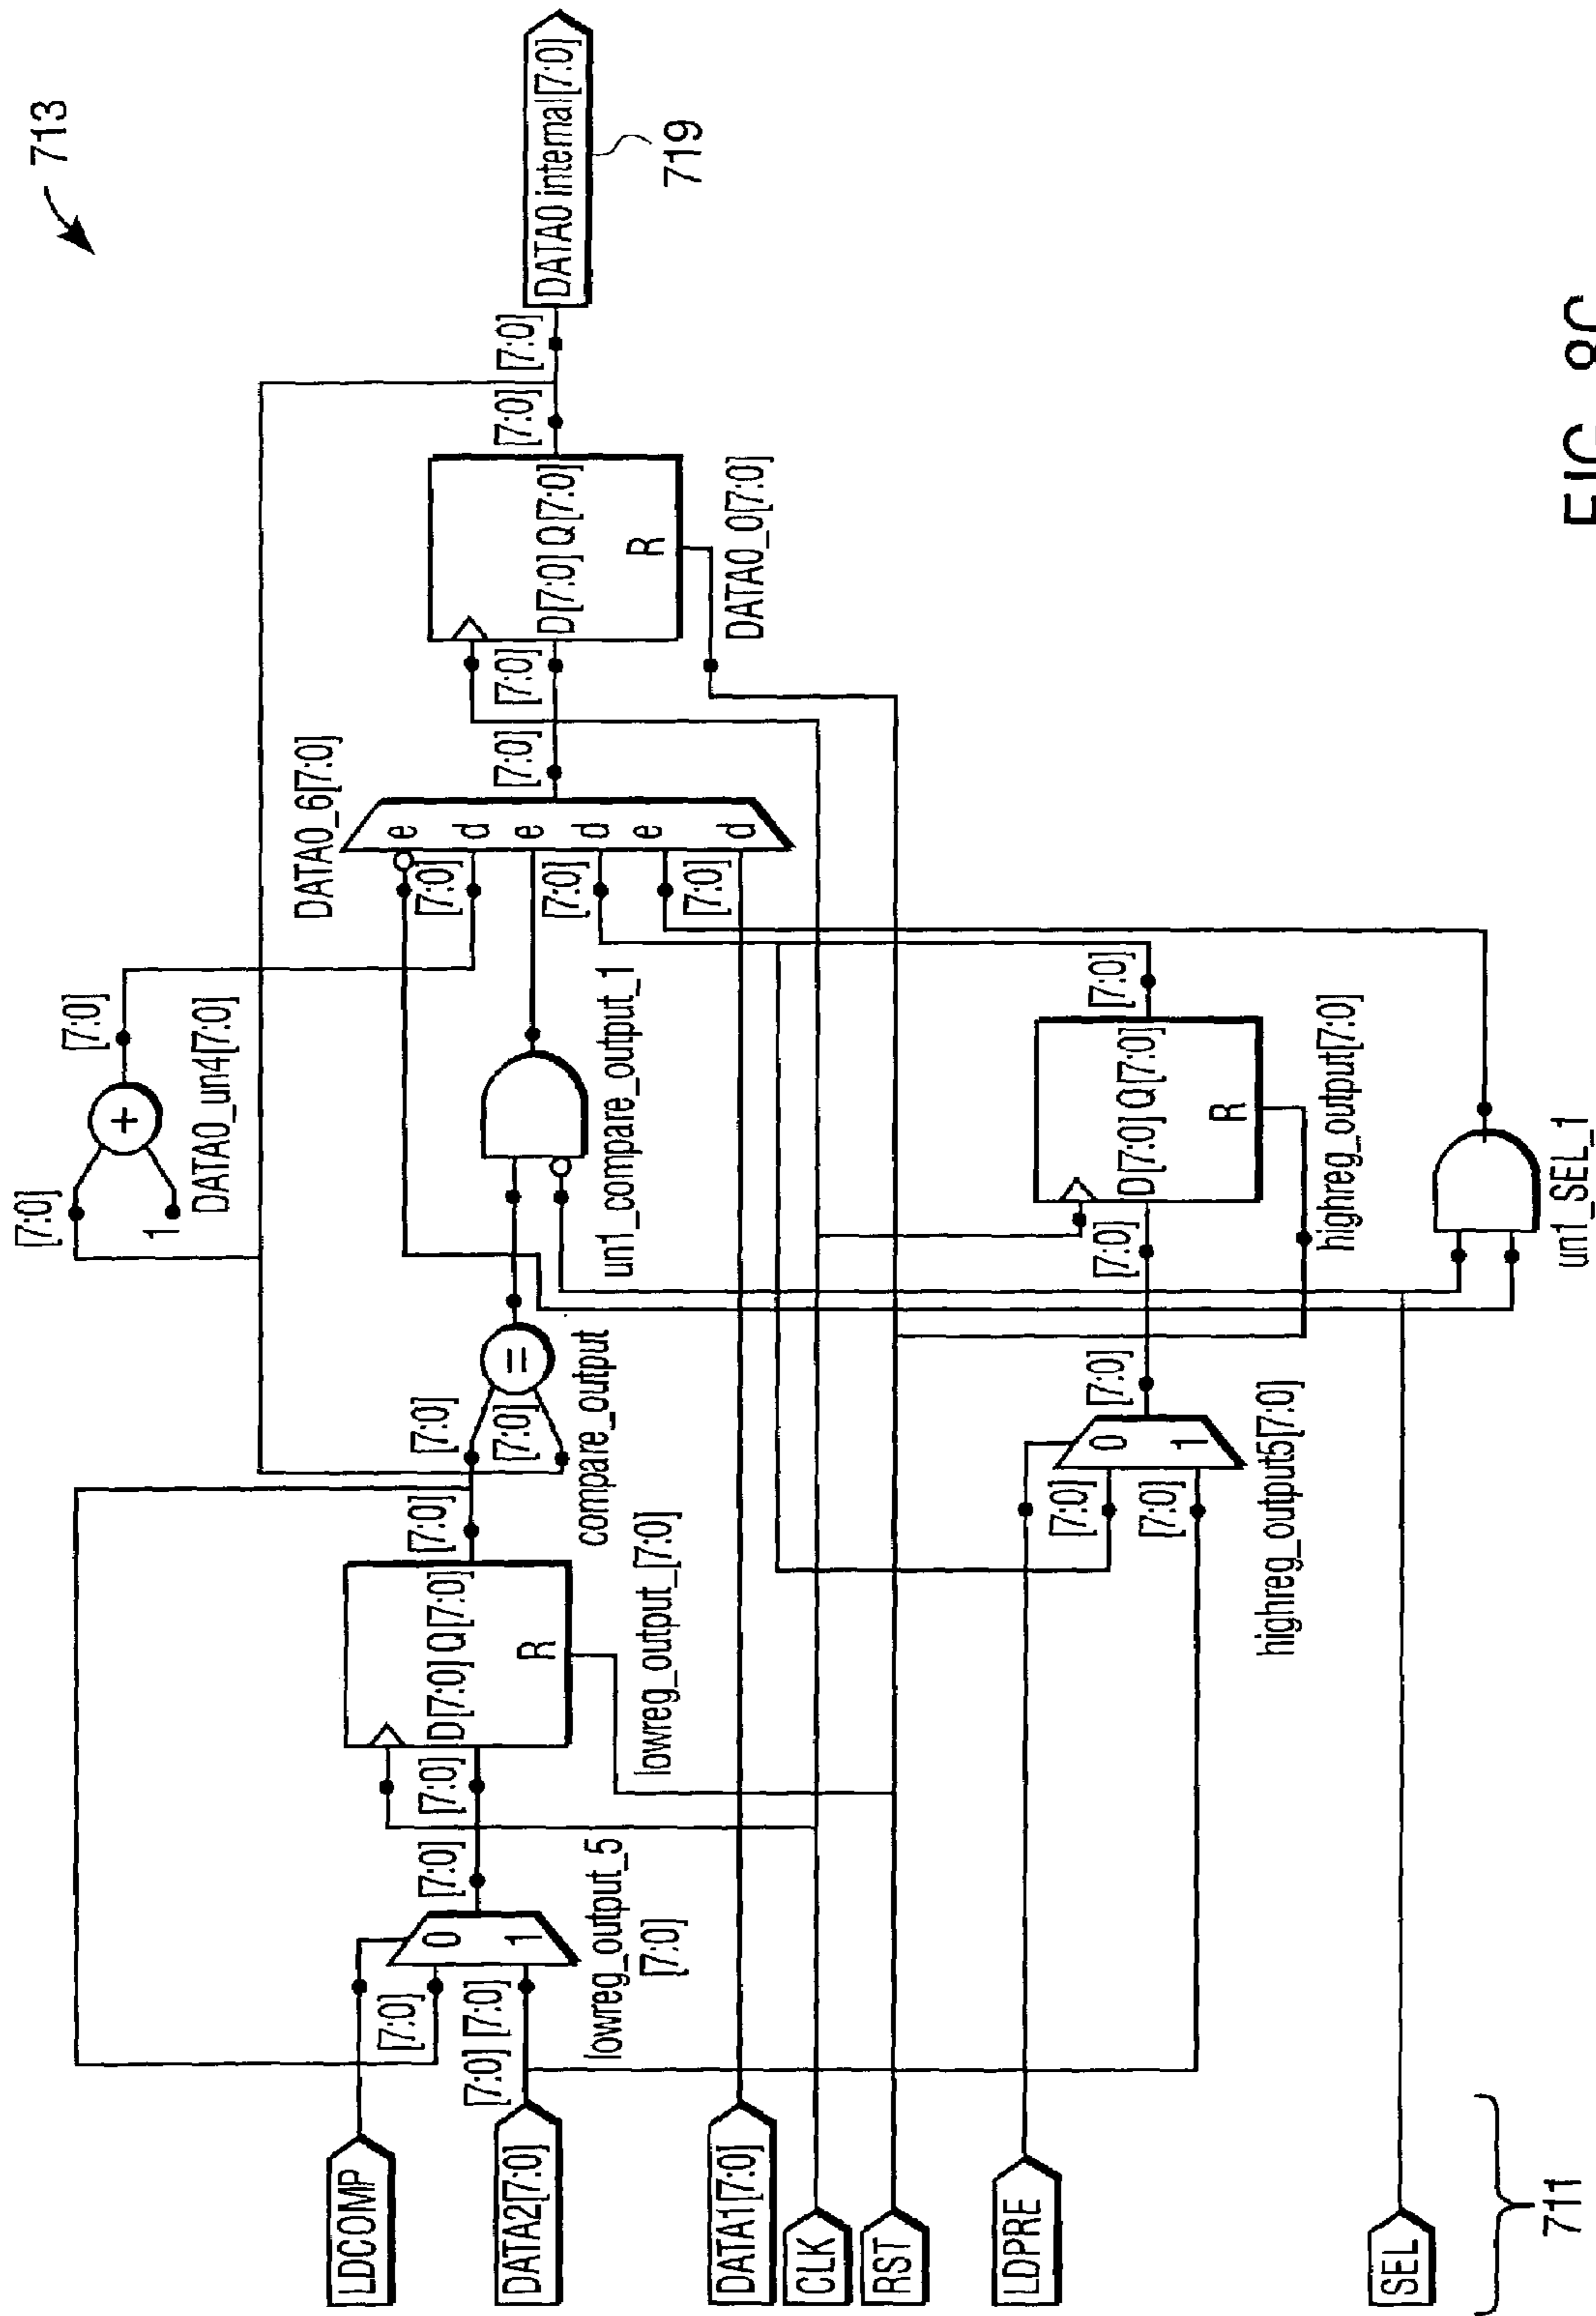 713
[7:0]
[7:0]
1
+
DATA0_un4[7:0]
DATA0_6[7:0]
LDCOMP
[7:0]
0
1
[7:0]
[7:0]
[7:0]
lowreg_output_5
[7:0]
[7:0]
D[7:0] Q[7:0]
R
lowreg_output_[7:0]
[7:0]
[7:0]
[7:0]
=
compare_output
un1_compare_output_1
[7:0]
[7:0]
[7:0]
e
d
e
d
e
d
[7:0]
[7:0]
D[7:0] Q[7:0]
R
DATA0_0[7:0]
[7:0]
[7:0]
DATA0 internal[7:0]
719
DATA2[7:0]
[7:0]
DATA1[7:0]
CLK
RST
LDPRE
[7:0]
[7:0]
0
1
highreg_output5[7:0]
[7:0]
[7:0]
D[7:0] Q[7:0]
R
highreg_output[7:0]
[7:0]
SEL
un1_SEL_1
711